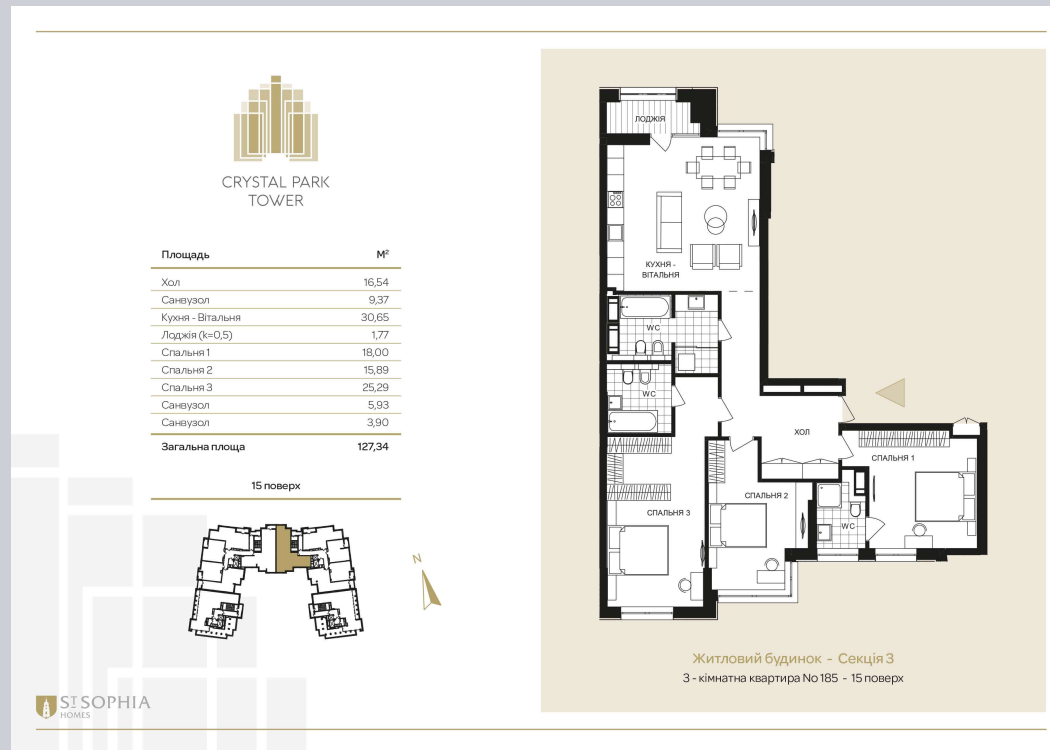 CRYSTAL PARK
TOWER
Площадь М²
Хол 16,54
Санвузол 9,37
Кухня - Вітальня 30,65
Лоджія (k=0,5) 1,77
Спальня 1 18,00
Спальня 2 15,89
Спальня 3 25,29
Санвузол 5,93
Санвузол 3,90
Загальна площа 127,34
15 поверх
N
ST SOPHIA
HOMES
ЛОДЖІЯ
КУХНЯ -
ВІТАЛЬНЯ
WC
WC
ХОЛ
СПАЛЬНЯ 1
СПАЛЬНЯ 2
СПАЛЬНЯ 3
WC
Житловий будинок - Секція 3
3 - кімнатна квартира No 185 - 15 поверх